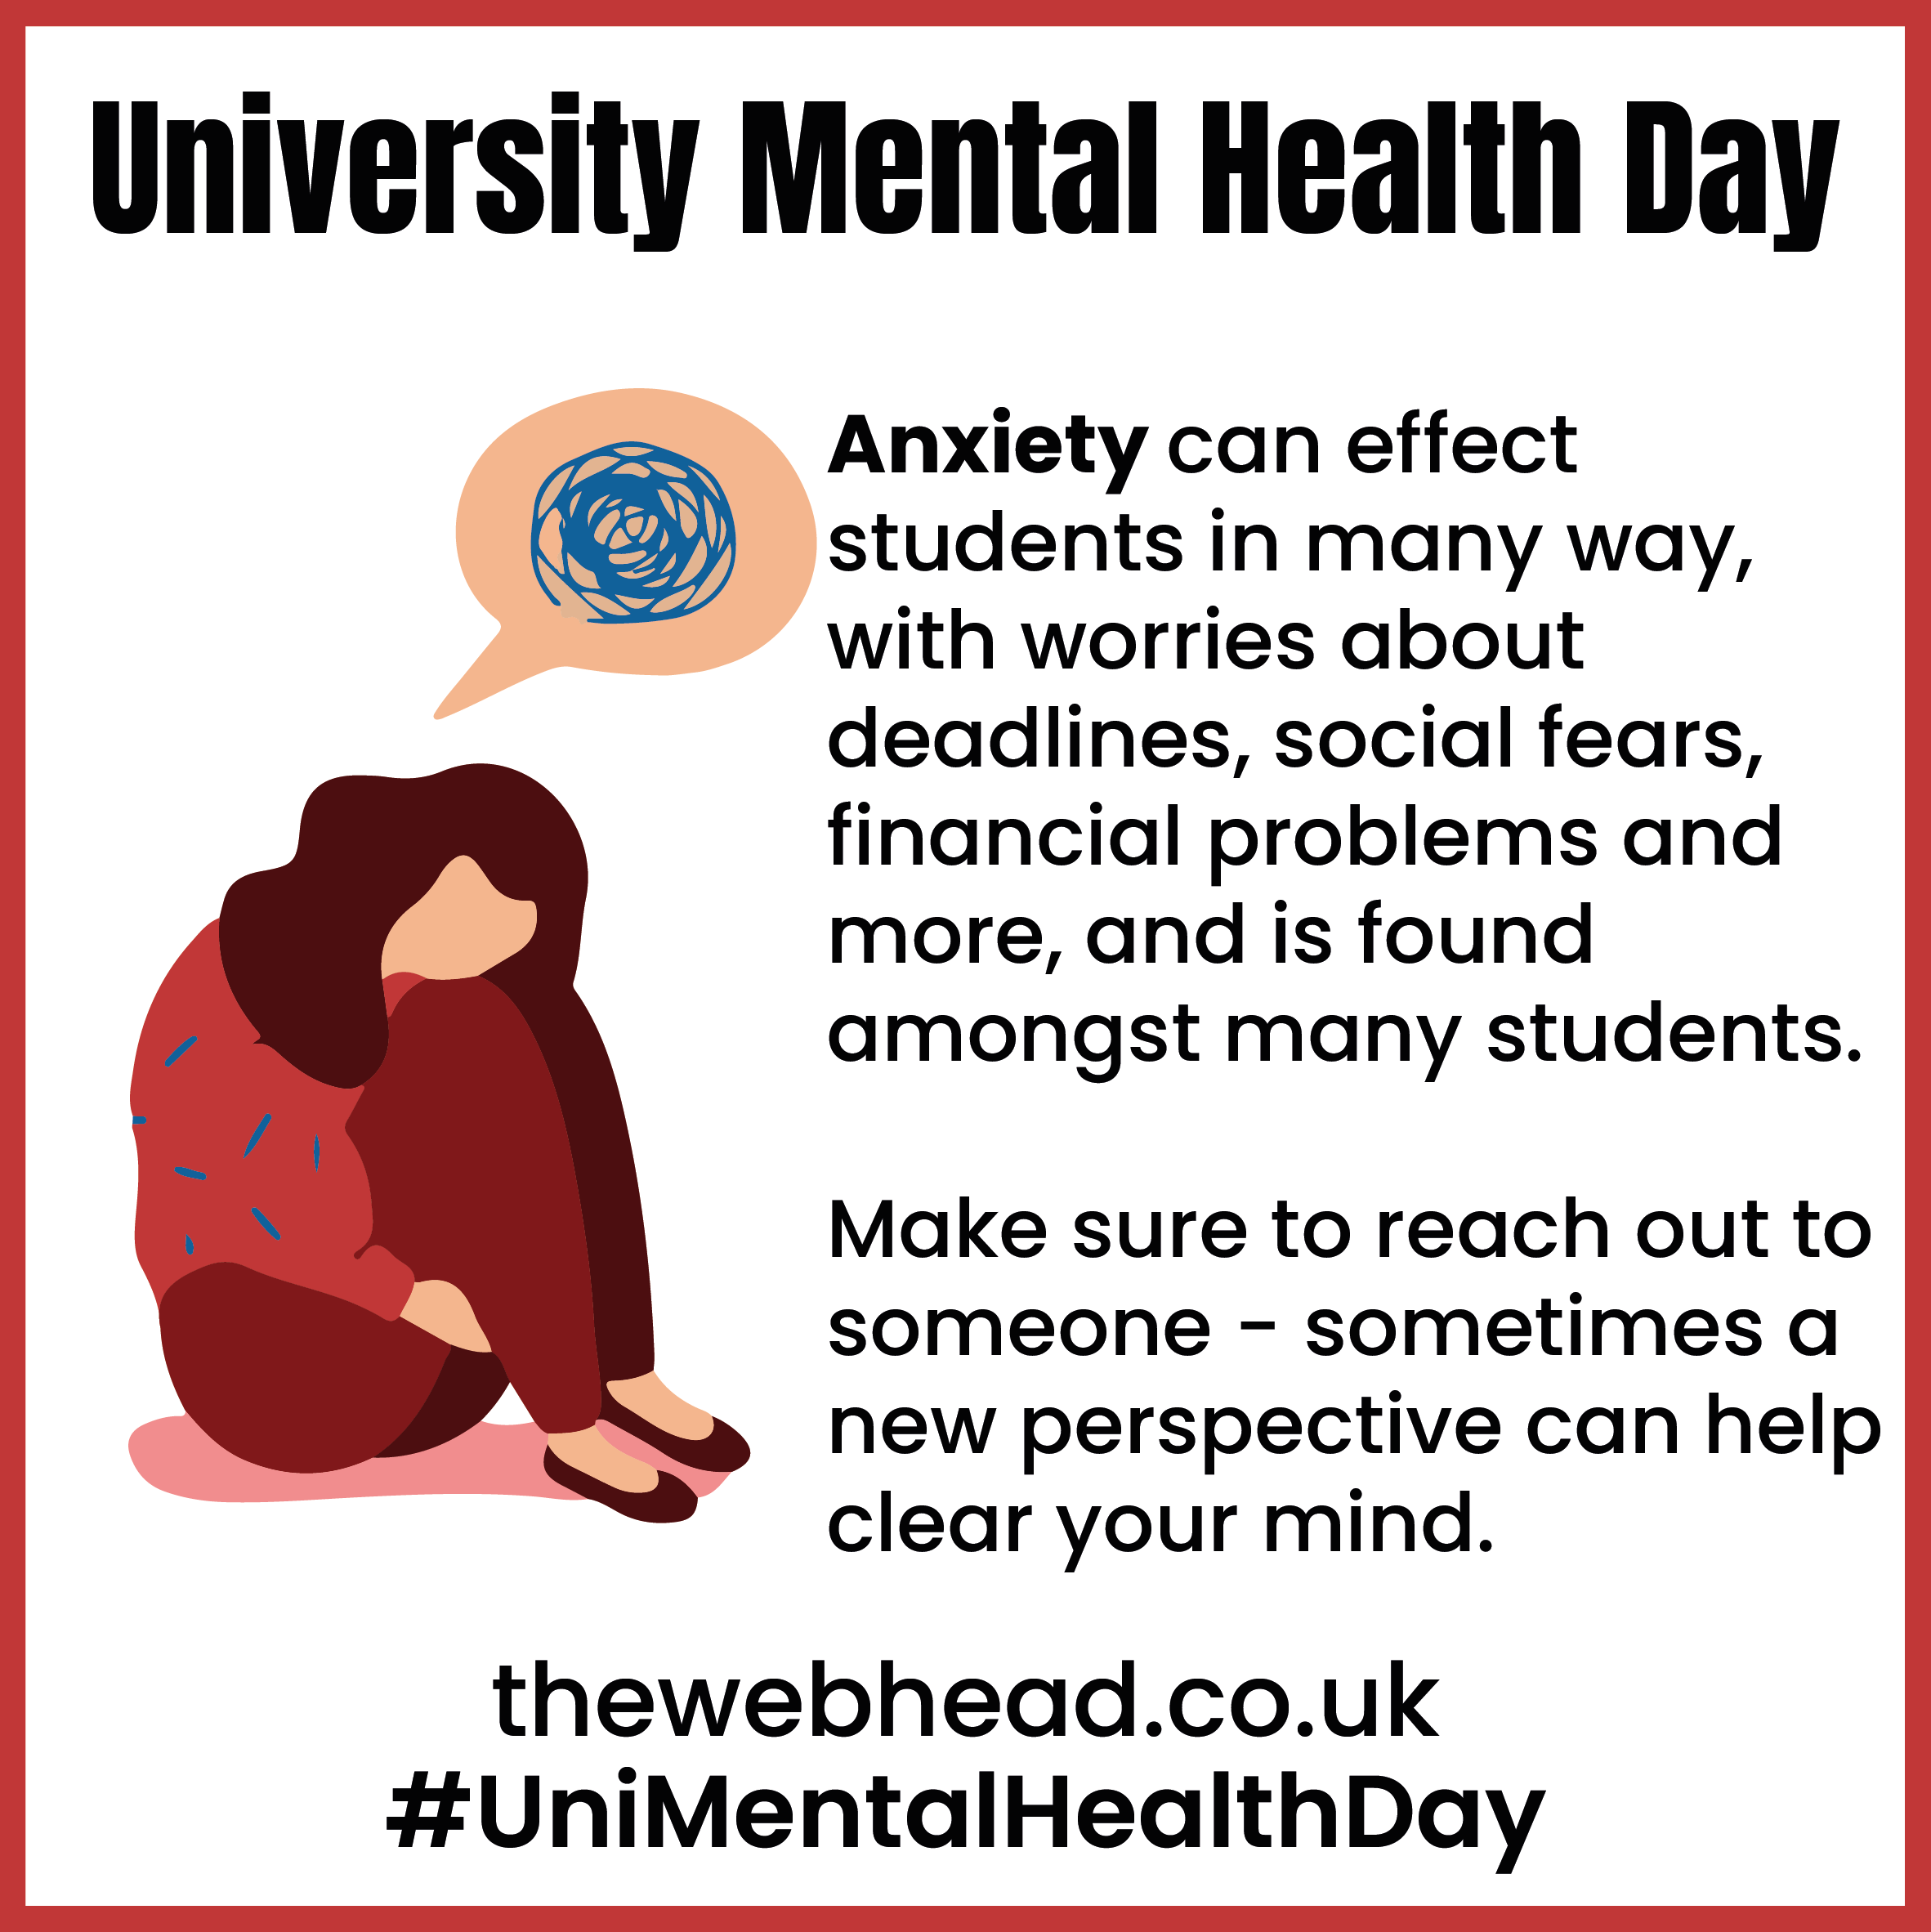 University Mental Health Day
Anxiety can effect
students in many way,
with worries about
deadlines, social fears,
financial problems and
more, and is found
amongst many students.
Make sure to reach out to
someone - sometimes a
new perspective can help
clear your mind.
thewebhead.co.uk
#UniMentalHealthDay